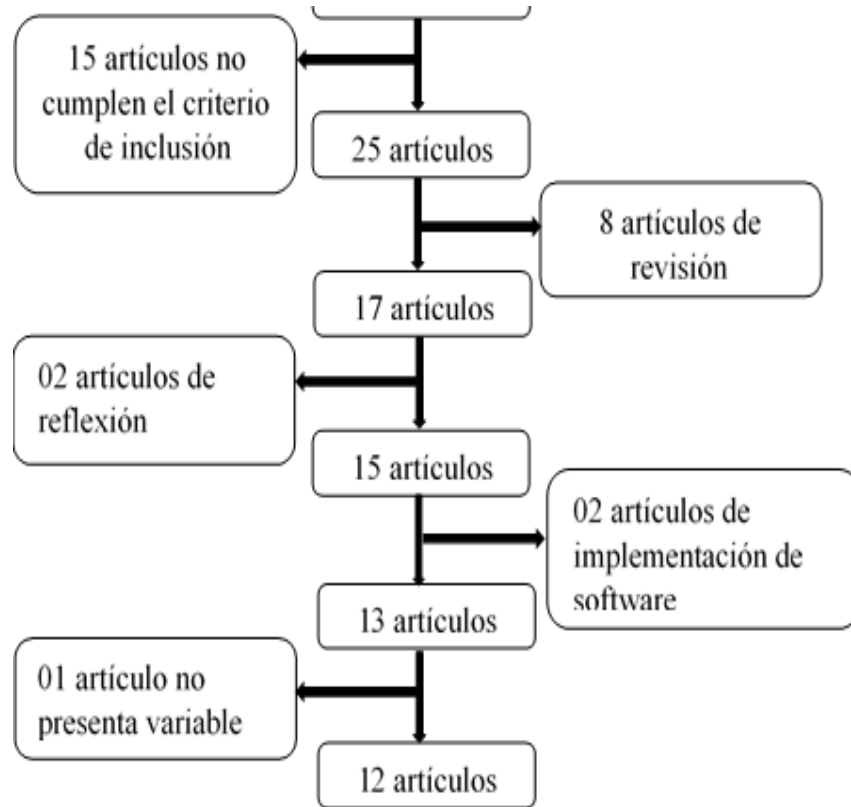 15 artículos no
cumplen el criterio
de inclusión
25 artículos
8 artículos de
revisión
17 artículos
02 artículos de
reflexión
15 artículos
02 artículos de
implementación de
software
13 artículos
01 artículo no
presenta variable
12 artículos